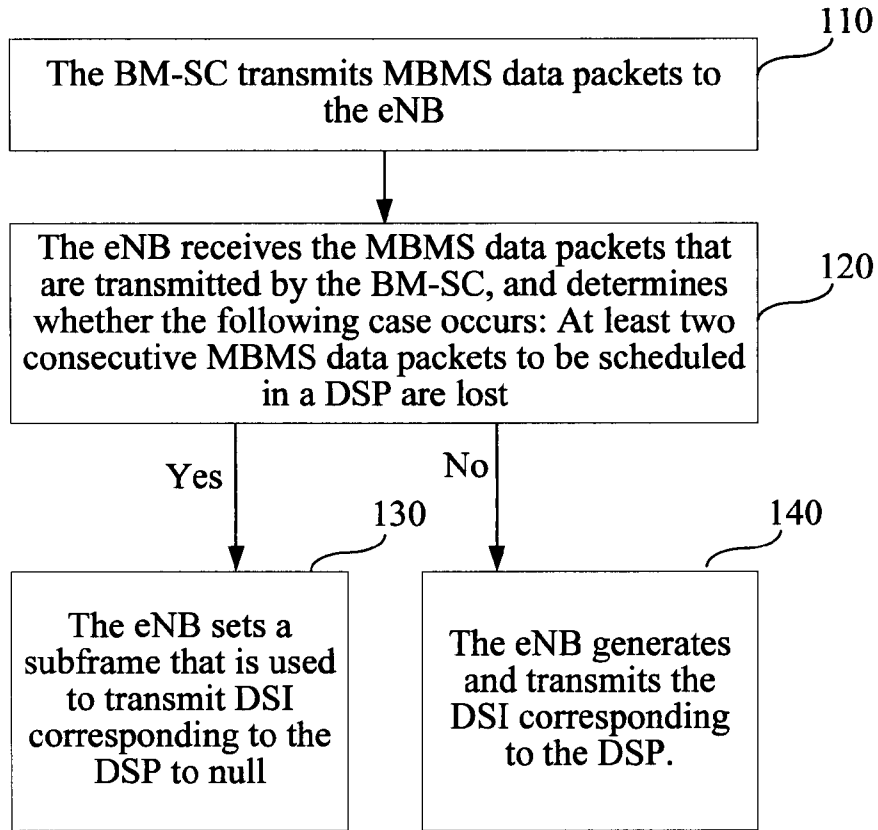 110
The BM-SC transmits MBMS data packets to
the eNB
120
The eNB receives the MBMS data packets that
are transmitted by the BM-SC, and determines
whether the following case occurs: At least two
consecutive MBMS data packets to be scheduled
in a DSP are lost
Yes
No
130
140
The eNB sets a
subframe that is used
to transmit DSI
corresponding to the
DSP to null
The eNB generates
and transmits the
DSI corresponding
to the DSP.